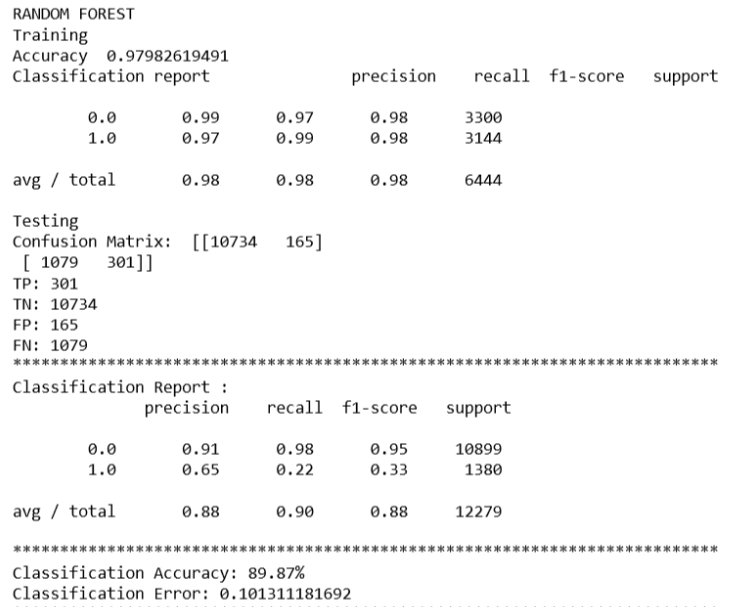 RANDOM FOREST
Training
Accuracy 0.97982619491
Classification report precision recall f1-score support
0.0 0.99 0.97 0.98 3300
1.0 0.97 0.99 0.98 3144
avg / total 0.98 0.98 0.98 6444
Testing
Confusion Matrix: [[10734 165]
[ 1079 301]]
TP: 301
TN: 10734
FP: 165
FN: 1079
***************************************************************************
Classification Report :
precision recall f1-score support
0.0 0.91 0.98 0.95 10899
1.0 0.65 0.22 0.33 1380
avg / total 0.88 0.90 0.88 12279
***************************************************************************
Classification Accuracy: 89.87%
Classification Error: 0.101311181692